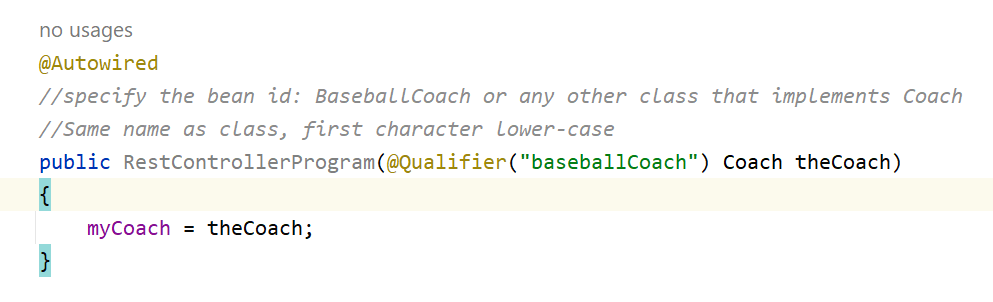 no usages
@Autowired
//specify the bean id: BaseballCoach or any other class that implements Coach
//Same name as class, first character lower-case
public RestControllerProgram(@Qualifier("baseballCoach") Coach theCoach)
{
    myCoach = theCoach;
}